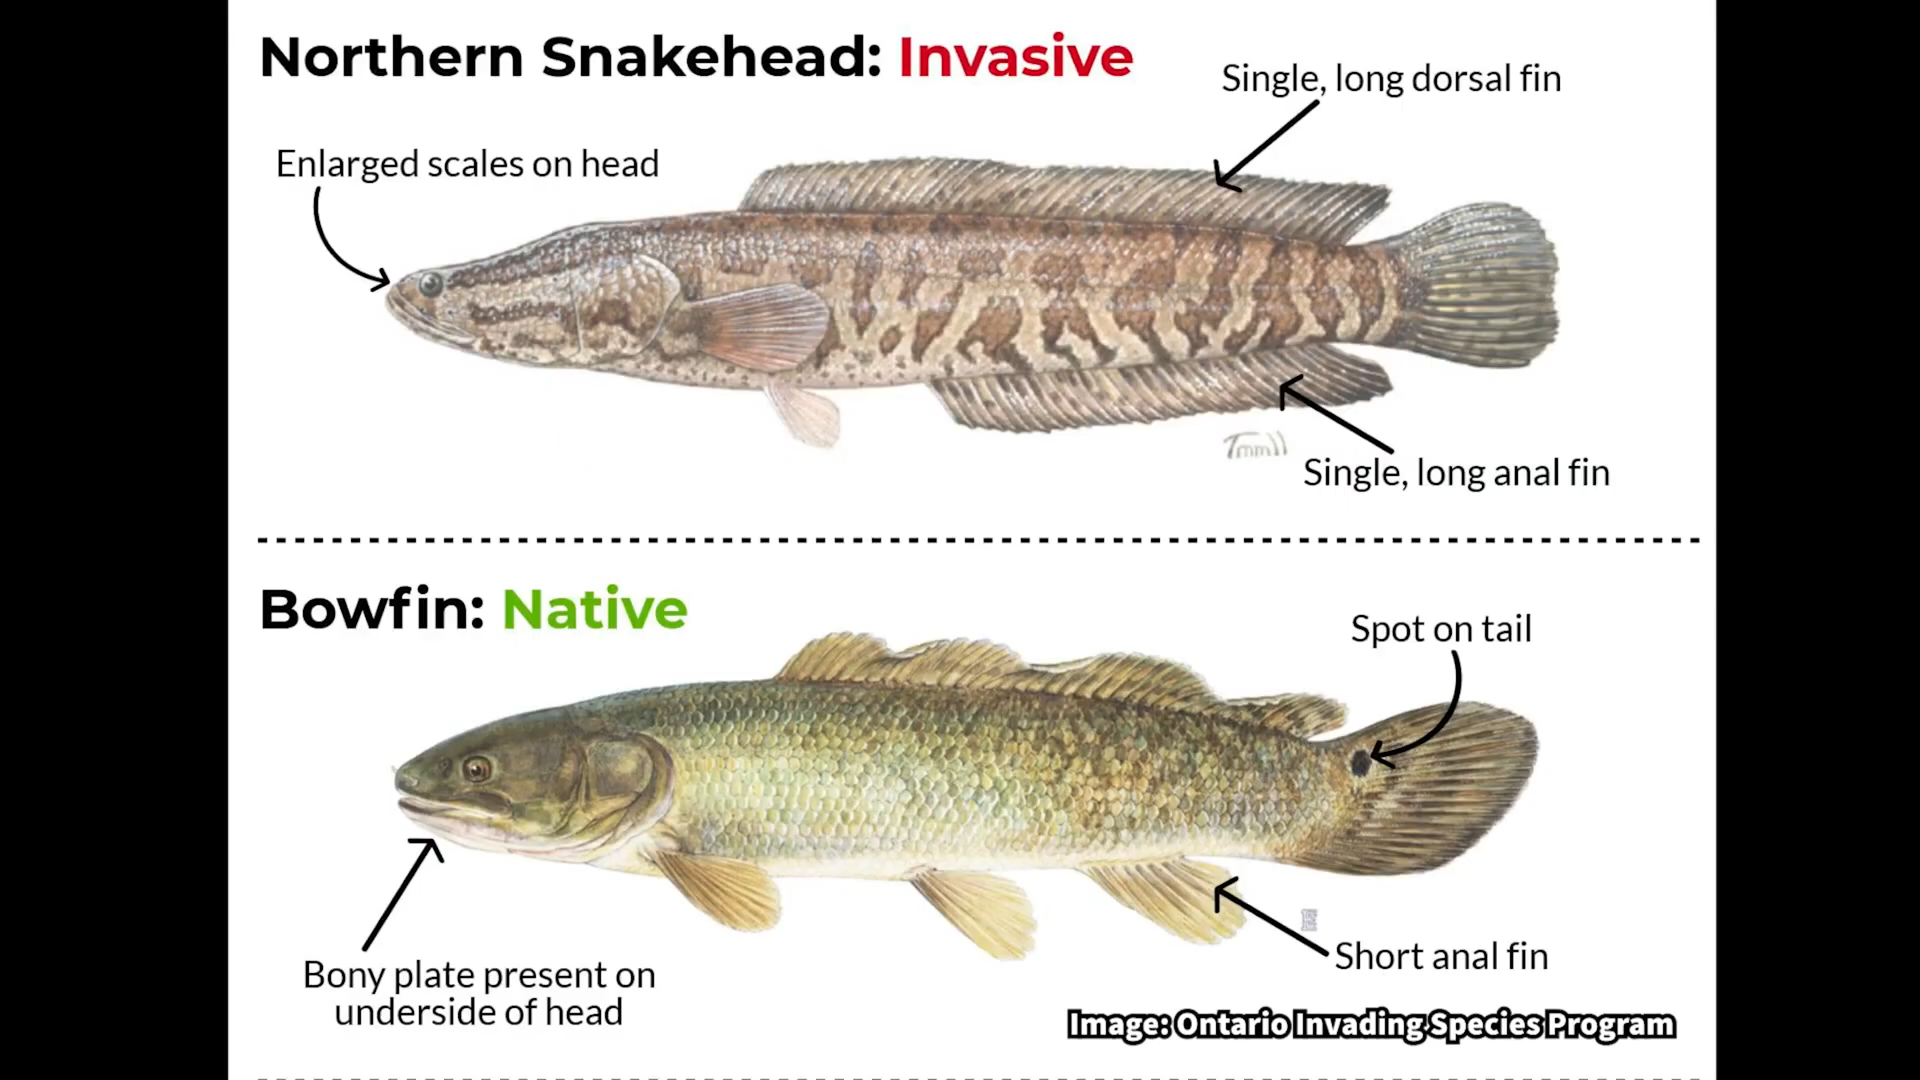 Northern Snakehead: Invasive
Single, long dorsal fin
Enlarged scales on head
Single, long anal fin
Bowfin: Native
Spot on tail
Short anal fin
Bony plate present on
underside of head
Image: Ontario Invading Species Program